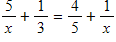 5/x + 1/3 = 4/5 + 1/x